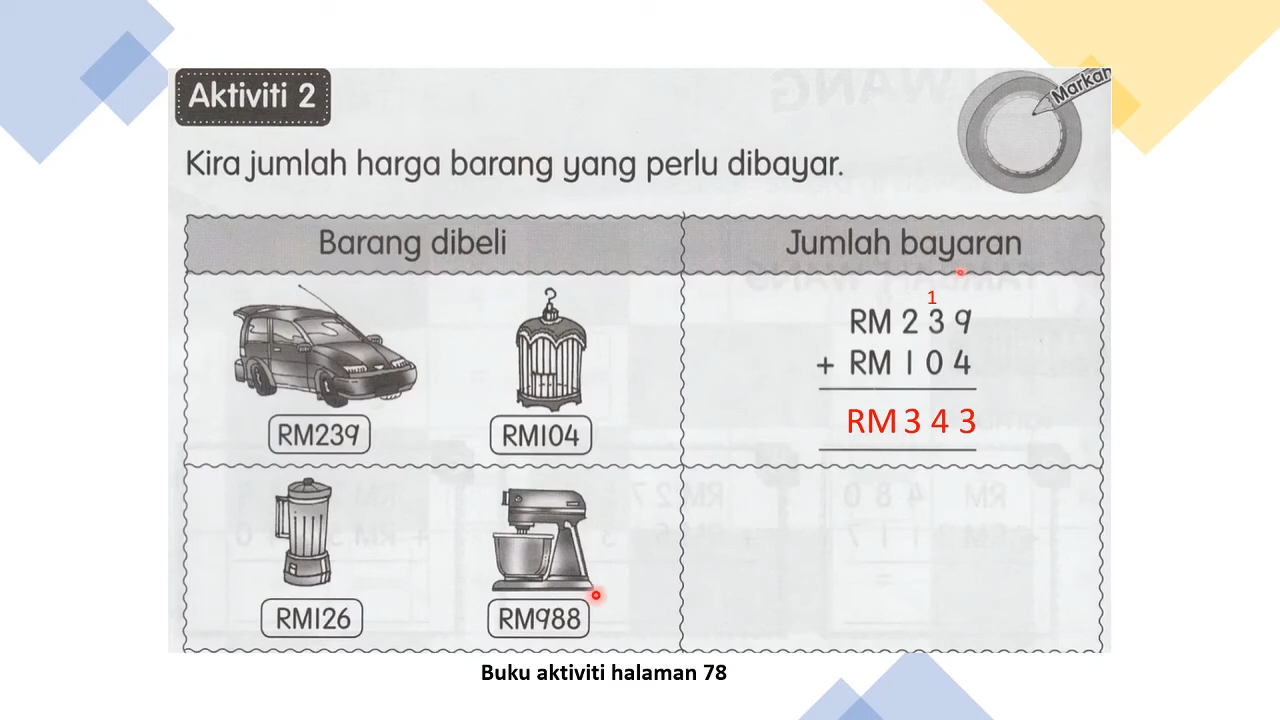 Aktiviti 2
Markah
Kira jumlah harga barang yang perlu dibayar.
Barang dibeli
Jumlah bayaran
1
RM 2 3 9
+ RM 1 0 4
RM 3 4 3
RM239
RM104
RM126
RM988
Buku aktiviti halaman 78